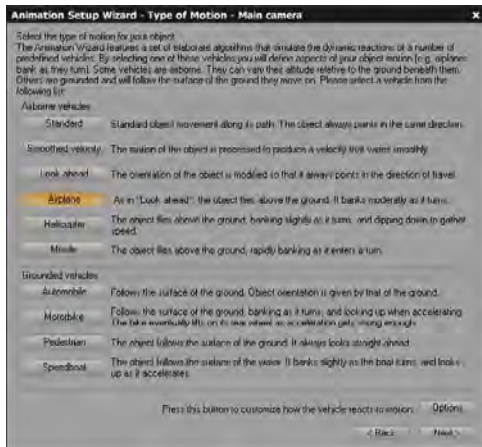 Animation Setup Wizard - Type of Motion - Main camera
x
Select the type of motion for your object.
The Animation Wizard features a set of elaborate algorithms that simulate the dynamic reactions of a number of
predefined vehicles. By selecting one of those vehicles you will define aspects of your object motion (e.g. airplanes
bank as they turn). Some vehicles are airborne. They can vary their altitude relative to the ground beneath them.
Others are grounded and will follow the surface of the ground they move on. Please select a vehicle from the
following list:
Airborne vehicles
Standard
Standard object movement along its path. The object always points in the same direction.
Smoothed velocity
The motion of the object is processed to produce a velocity that varies smoothly.
Look ahead
The orientation of the object is modified so that it always points in the direction of travel.
Airplane
As in "Look ahead", the object flies above the ground. It banks moderately as it turns.
Helicopter
The object flies above the ground, banking slightly as it turns, and dipping down to gather
speed.
Missile
The object flies above the ground, rapidly banking as it enters a turn.
Grounded vehicles
Automobile
Follows the surface of the ground. Object orientation is given by that of the ground.
Motorbike
Follows the surface of the ground, banking as it turns, and looking up when accelerating.
The bike eventually lifts on its rear wheel as acceleration gets strong enough.
Pedestrian
The object follows the surface of the ground. It always looks straight ahead.
Speedboat
The object follows the surface of the water. It banks slightly as the boat turns, and looks
up as it accelerates.
Press this button to customize how the vehicle reacts to motion:
Options
< Back
Next >